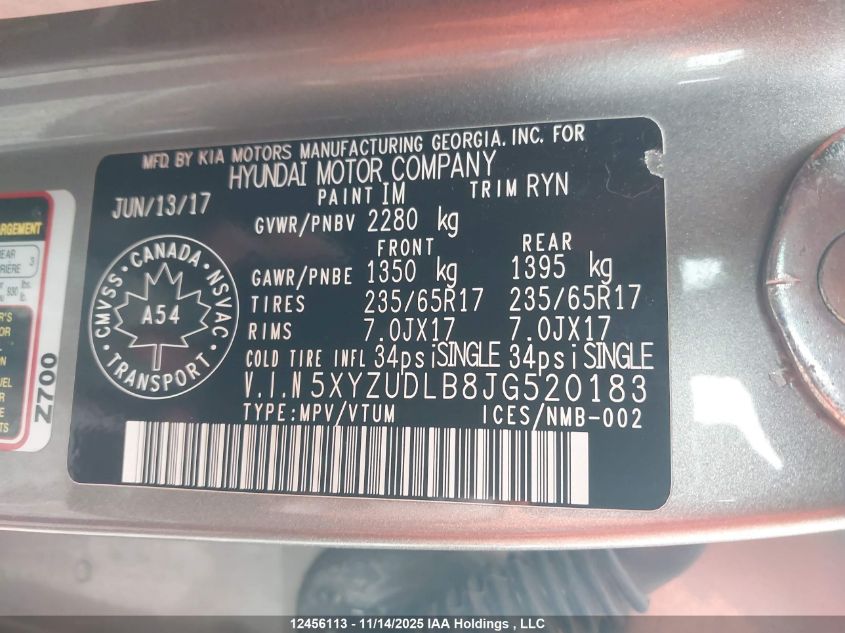 MFD. BY KIA MOTORS MANUFACTURING GEORGIA. INC. FOR
HYUNDAI MOTOR COMPANY
JUN/13/17
PAINT IM TRIM RYN
GVWR/PNBV 2280 kg
FRONT REAR
GAWR/PNBE 1350 kg 1395 kg
TIRES 235/65R17 235/65R17
RIMS 7.0JX17 7.0JX17
COLD TIRE INFL 34psiSINGLE 34psiSINGLE
V.I.N 5XYZUDLB8JG520183
TYPE:MPV/VTUM ICES/NMB-002
CMVSS · CANADA · NSVAC · TRANSPORT
A54
Z700
3
12456113 - 11/14/2025 IAA Holdings , LLC